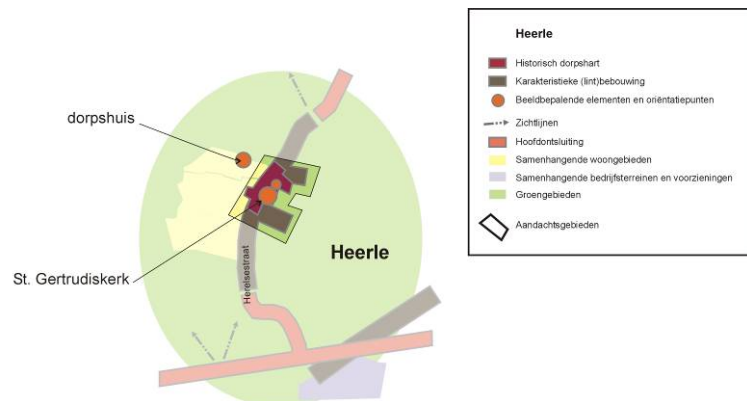 dorpshuis
St. Gertrudiskerk
Herelsestraat
Heerle
Heerle
Historisch dorpshart
Karakteristieke (lint)bebouwing
Beeldbepalende elementen en oriëntatiepunten
Zichtlijnen
Hoofdontsluiting
Samenhangende woongebieden
Samenhangende bedrijfsterreinen en voorzieningen
Groengebieden
Aandachtsgebieden